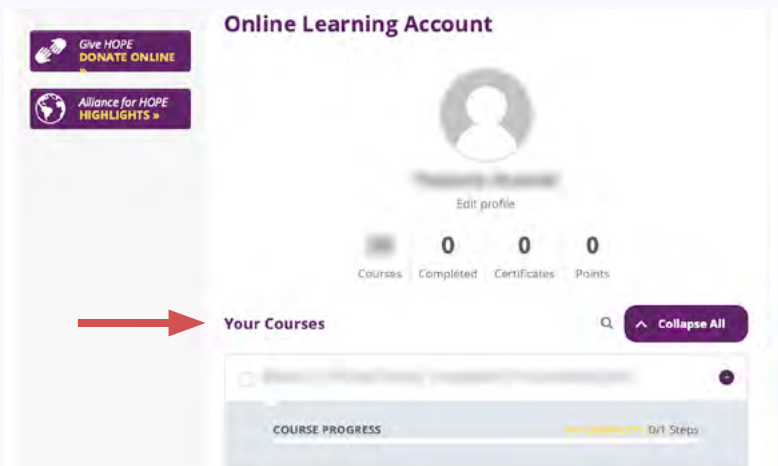 Online Learning Account
Give HOPE
DONATE ONLINE
»
Alliance for HOPE
HIGHLIGHTS »
Edit profile
0 0 0
Courses Completed Certificates Points
Your Courses
Collapse All
COURSE PROGRESS 0/1 Steps